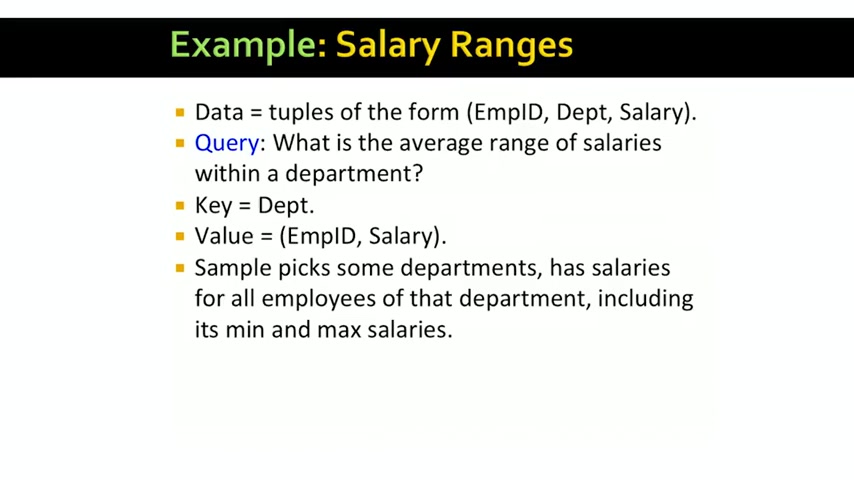 Example: Salary Ranges
▪ Data = tuples of the form (EmpID, Dept, Salary).
▪ Query: What is the average range of salaries
within a department?
▪ Key = Dept.
▪ Value = (EmpID, Salary).
▪ Sample picks some departments, has salaries
for all employees of that department, including
its min and max salaries.